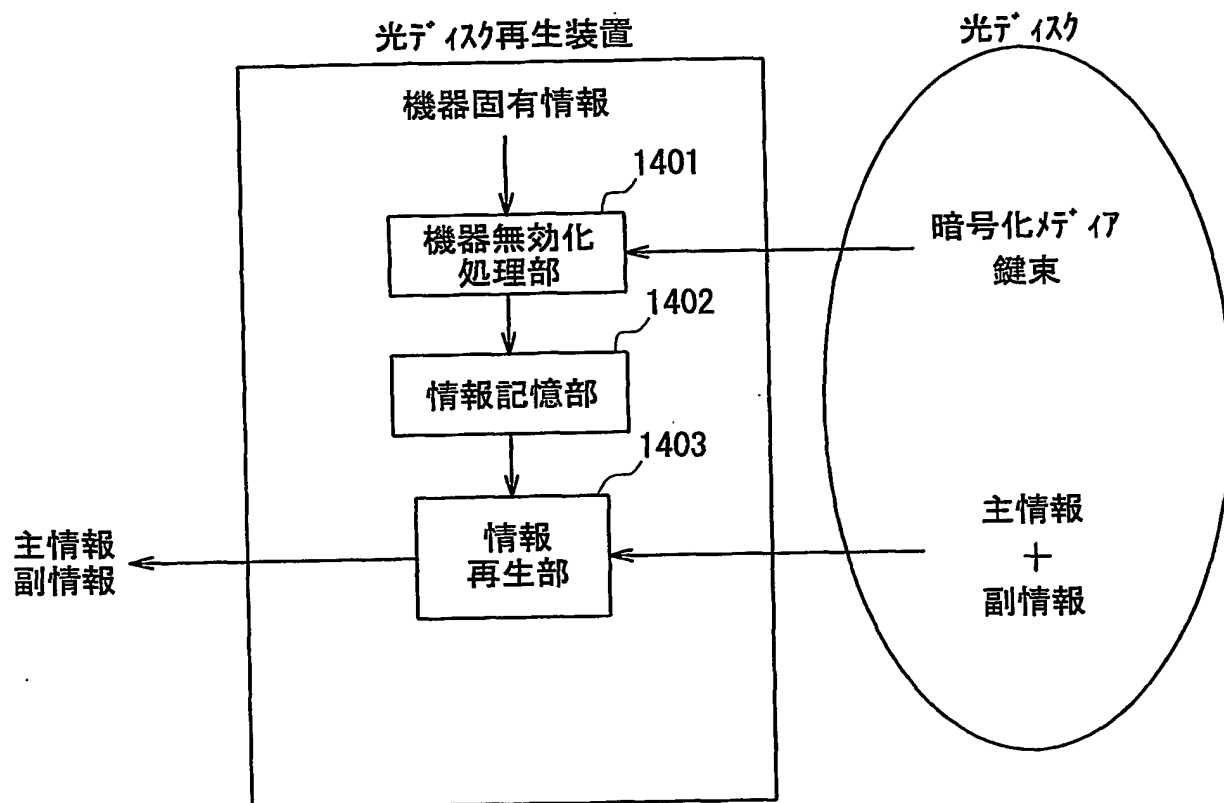 光ﾃﾞｨｽｸ再生装置
光ﾃﾞｨｽｸ
機器固有情報
1401
機器無効化
処理部
暗号化ﾒﾃﾞｨｱ
鍵束
1402
情報記憶部
1403
情報
再生部
主情報
+
副情報
主情報
副情報